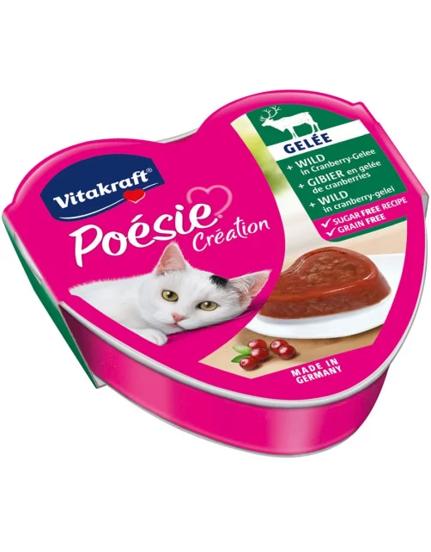 Vitakraft
Poésie
Création
GELÉE
+ WILD
in Cranberry-Gelee
+ GIBIER en gelée
de cranberries
+ WILD
in cranberry-gelei
✓ SUGAR FREE RECIPE
✓ GRAIN FREE
MADE IN
GERMANY